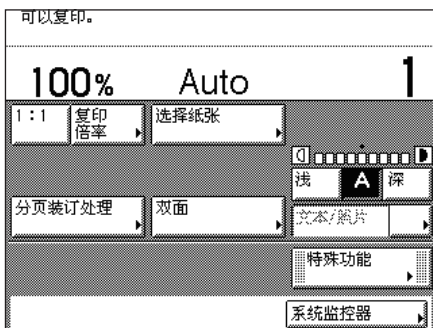 可以复印。
100% Auto 1
1:1 复印倍率 选择纸张
浅 A 深
分页装订处理 双面 文本/照片
特殊功能
系统监控器